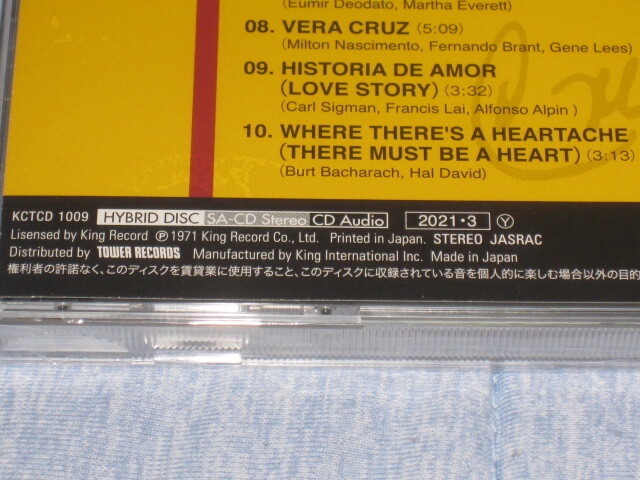 (Eumir Deodato, Martha Everett)
08. VERA CRUZ (5:09)
(Milton Nascimento, Fernando Brant, Gene Lees)
09. HISTORIA DE AMOR
(LOVE STORY) (3:32)
(Carl Sigman, Francis Lai, Alfonso Alpin )
10. WHERE THERE'S A HEARTACHE
(THERE MUST BE A HEART) (3:13)
(Burt Bacharach, Hal David)
KCTCD 1009 HYBRID DISC SA-CD Stereo CD Audio 2021・3 Ⓨ
Licensed by King Record ℗1971 King Record Co., Ltd. Printed in Japan. STEREO JASRAC
Distributed by TOWER RECORDS Manufactured by King International Inc. Made in Japan
権利者の許諾なく、このディスクを賃貸業に使用すること、このディスクに収録されている音を個人的に楽しむ場合以外の目的